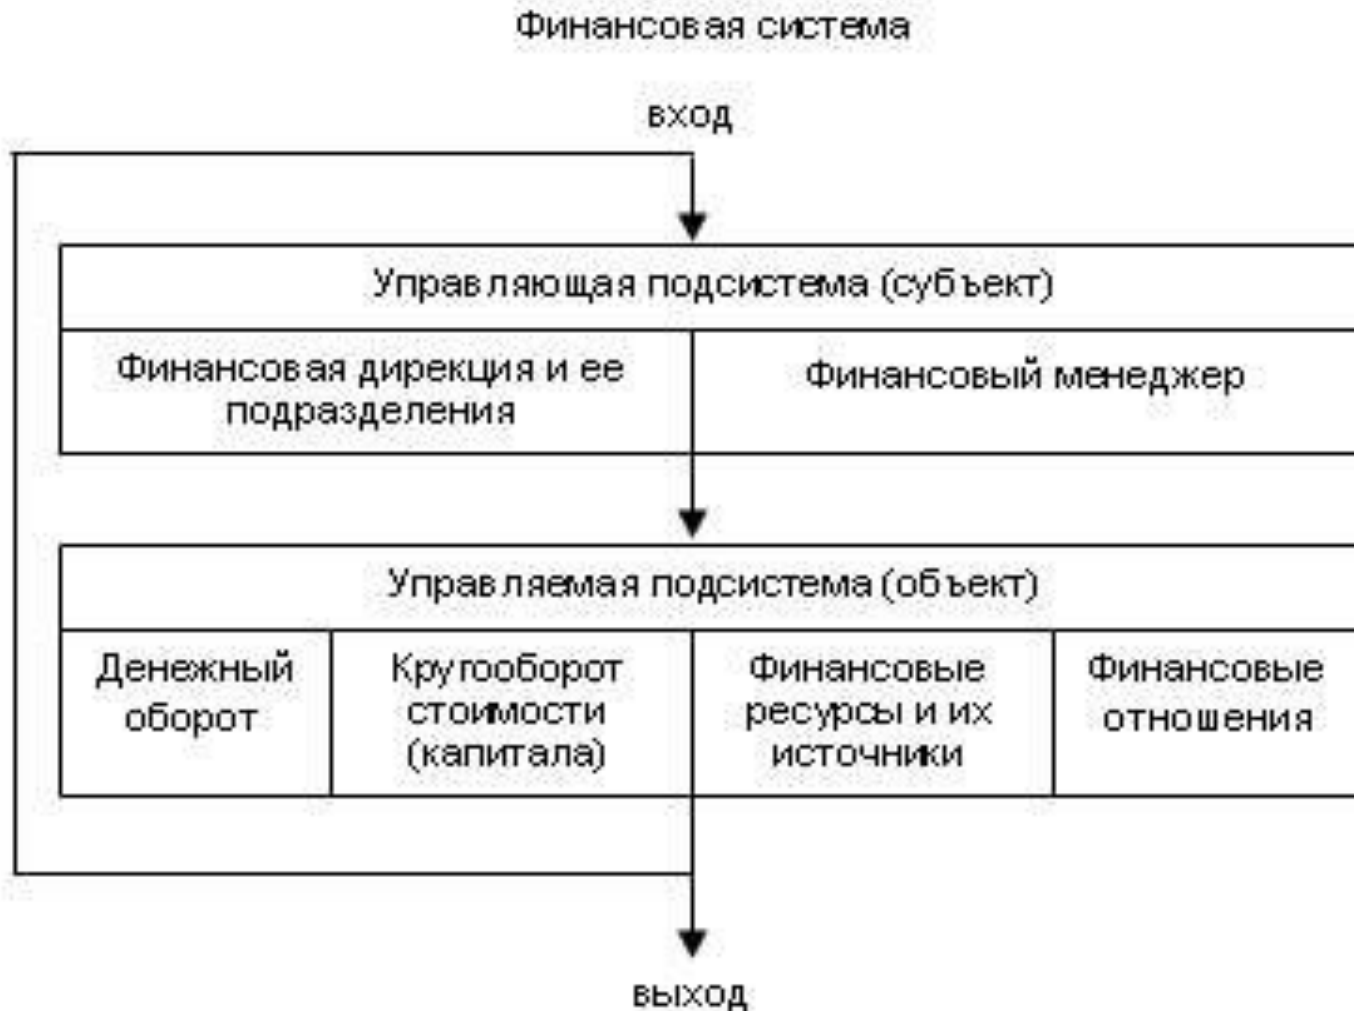 Финансовая система
вход
Управляющая подсистема (субъект)
Финансовая дирекция и ее
подразделения
Финансовый менеджер
Управляемая подсистема (объект)
Денежный
оборот
Кругооборот
стоимости
(капитала)
Финансовые
ресурсы и их
источники
Финансовые
отношения
выход